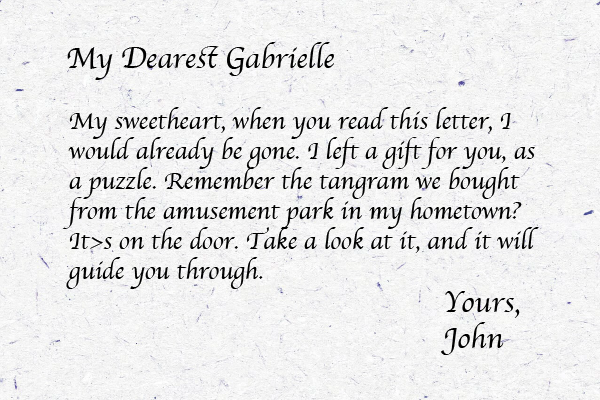 My Dearest Gabrielle
My sweetheart, when you read this letter, I
would already be gone. I left a gift for you, as
a puzzle. Remember the tangram we bought
from the amusement park in my hometown?
It>s on the door. Take a look at it, and it will
guide you through.
Yours,
John